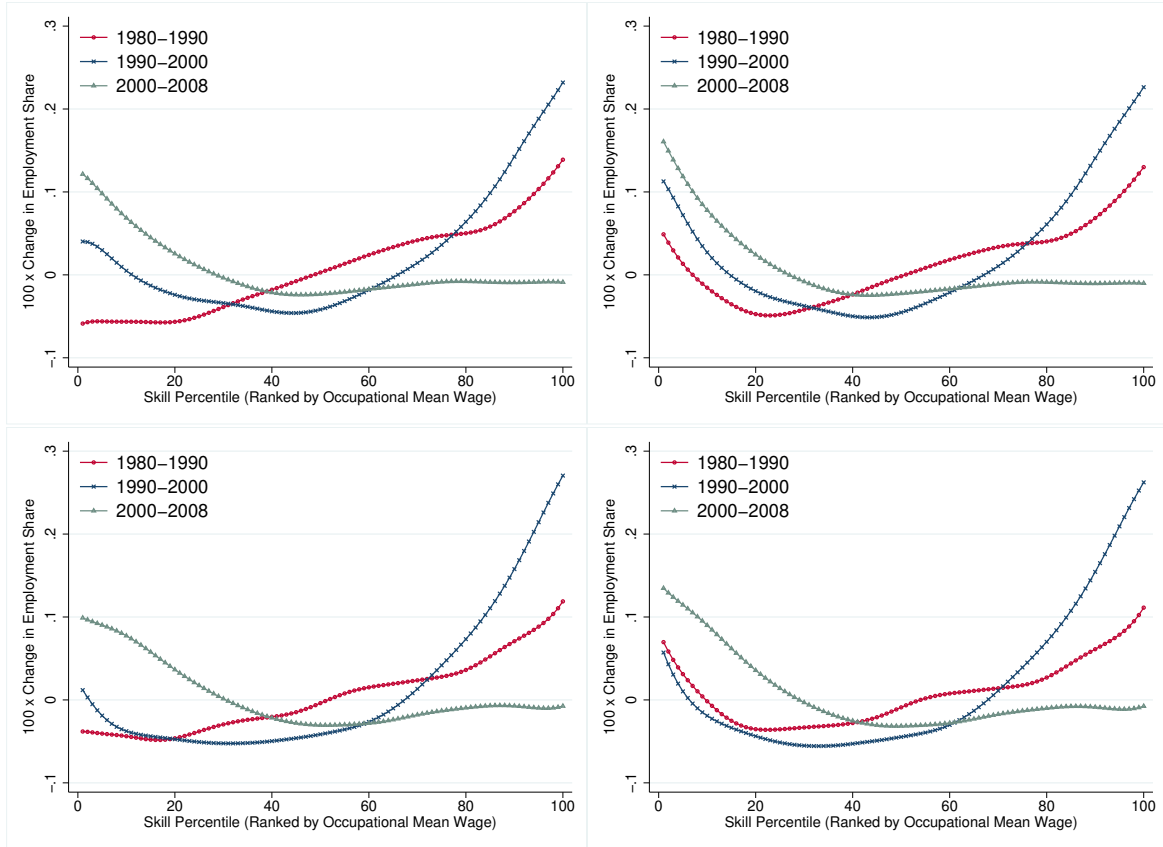 100 x Change in Employment Share
.3
.2
.1
0
−.1
1980−1990
1990−2000
2000−2008
0 20 40 60 80 100
Skill Percentile (Ranked by Occupational Mean Wage)
100 x Change in Employment Share
.3
.2
.1
0
−.1
1980−1990
1990−2000
2000−2008
0 20 40 60 80 100
Skill Percentile (Ranked by Occupational Mean Wage)
100 x Change in Employment Share
.3
.2
.1
0
−.1
1980−1990
1990−2000
2000−2008
0 20 40 60 80 100
Skill Percentile (Ranked by Occupational Mean Wage)
100 x Change in Employment Share
.3
.2
.1
0
−.1
1980−1990
1990−2000
2000−2008
0 20 40 60 80 100
Skill Percentile (Ranked by Occupational Mean Wage)